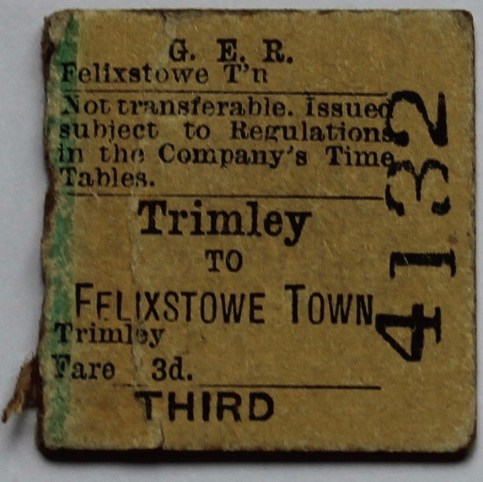 G. E. R.
Felixstowe T'n
Not transferable. Issued
subject to Regulations
in the Company's Time
Tables.
Trimley
TO
FELIXSTOWE TOWN
Trimley
Fare 3d.
THIRD
4132